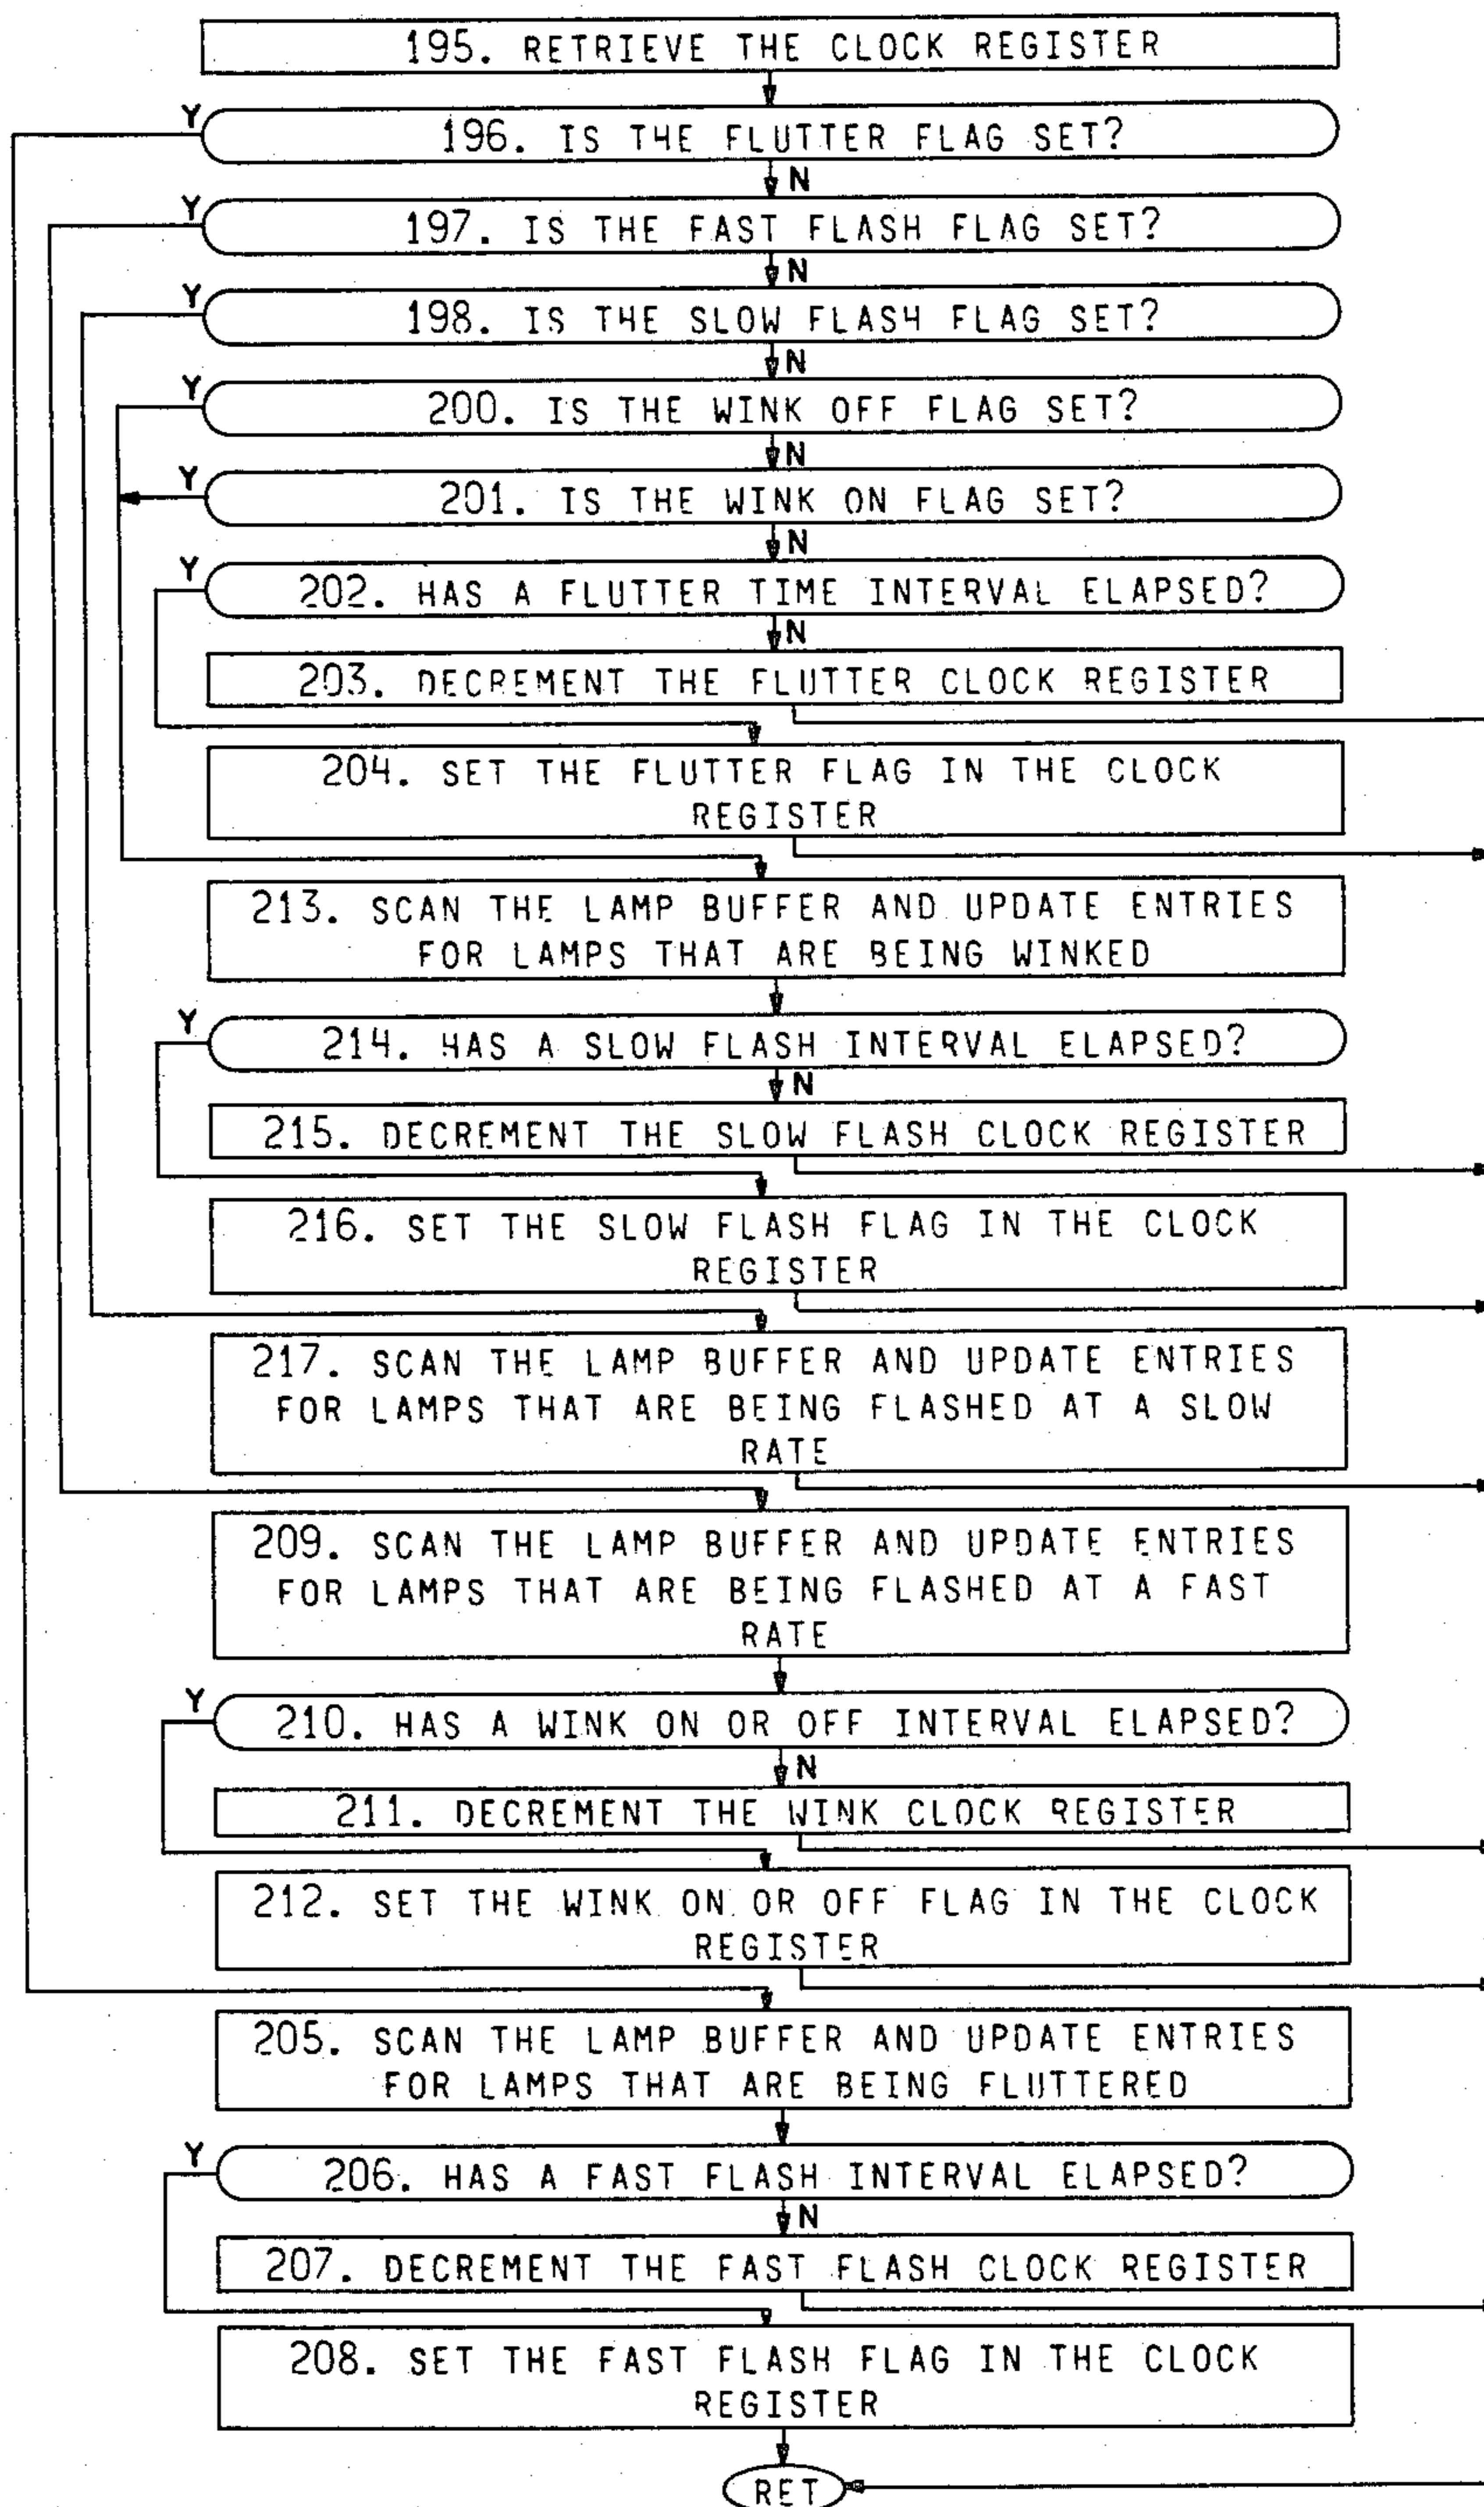 195. RETRIEVE THE CLOCK REGISTER
Y
196. IS THE FLUTTER FLAG SET?
N
Y
197. IS THE FAST FLASH FLAG SET?
N
Y
198. IS THE SLOW FLASH FLAG SET?
N
Y
200. IS THE WINK OFF FLAG SET?
N
Y
201. IS THE WINK ON FLAG SET?
N
Y
202. HAS A FLUTTER TIME INTERVAL ELAPSED?
N
203. DECREMENT THE FLUTTER CLOCK REGISTER
204. SET THE FLUTTER FLAG IN THE CLOCK
REGISTER
213. SCAN THE LAMP BUFFER AND UPDATE ENTRIES
FOR LAMPS THAT ARE BEING WINKED
Y
214. HAS A SLOW FLASH INTERVAL ELAPSED?
N
215. DECREMENT THE SLOW FLASH CLOCK REGISTER
216. SET THE SLOW FLASH FLAG IN THE CLOCK
REGISTER
217. SCAN THE LAMP BUFFER AND UPDATE ENTRIES
FOR LAMPS THAT ARE BEING FLASHED AT A SLOW
RATE
209. SCAN THE LAMP BUFFER AND UPDATE ENTRIES
FOR LAMPS THAT ARE BEING FLASHED AT A FAST
RATE
Y
210. HAS A WINK ON OR OFF INTERVAL ELAPSED?
N
211. DECREMENT THE WINK CLOCK REGISTER
212. SET THE WINK ON OR OFF FLAG IN THE CLOCK
REGISTER
205. SCAN THE LAMP BUFFER AND UPDATE ENTRIES
FOR LAMPS THAT ARE BEING FLUTTERED
Y
206. HAS A FAST FLASH INTERVAL ELAPSED?
N
207. DECREMENT THE FAST FLASH CLOCK REGISTER
208. SET THE FAST FLASH FLAG IN THE CLOCK
REGISTER
RET